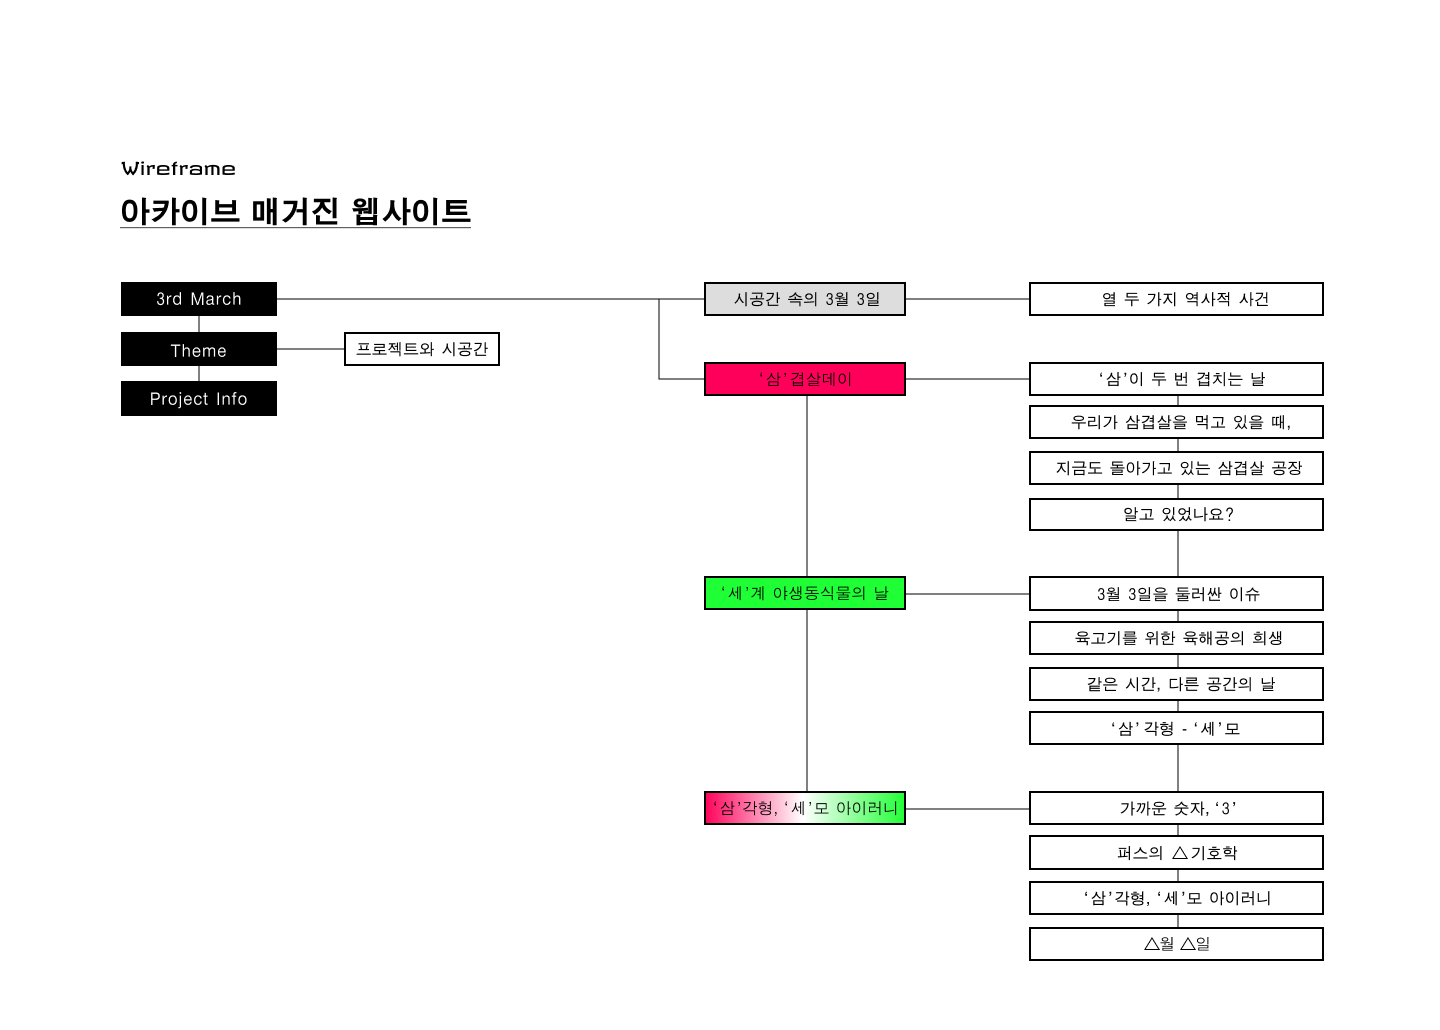 Wireframe
아카이브 매거진 웹사이트
3rd March
시공간 속의 3월 3일
열 두 가지 역사적 사건
Theme
프로젝트와 시공간
Project Info
‘삼’겹살데이
‘삼’이 두 번 겹치는 날
우리가 삼겹살을 먹고 있을 때,
지금도 돌아가고 있는 삼겹살 공장
알고 있었나요?
‘세’계 야생동식물의 날
3월 3일을 둘러싼 이슈
육고기를 위한 육해공의 희생
같은 시간, 다른 공간의 날
‘삼’각형 - ‘세’모
‘삼’각형, ‘세’모 아이러니
가까운 숫자, ‘3’
퍼스의 △기호학
‘삼’각형, ‘세’모 아이러니
△월 △일